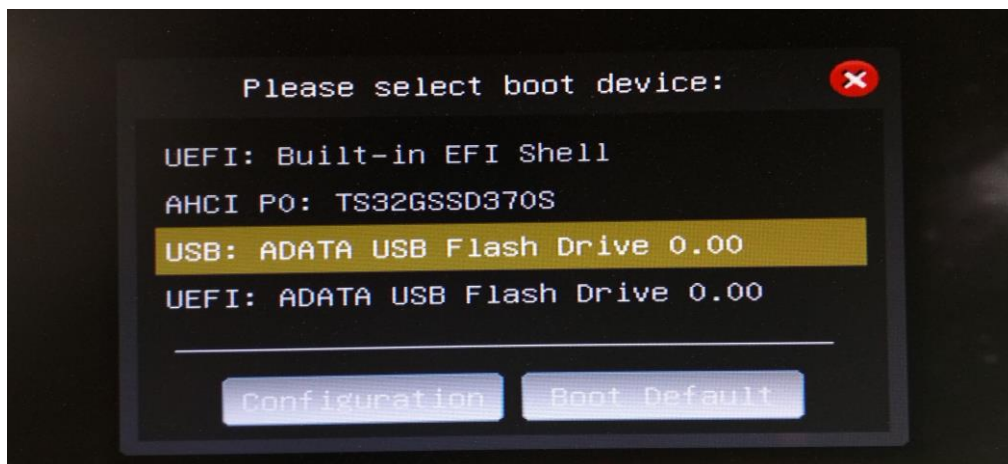 Please select boot device:
UEFI: Built-in EFI Shell
AHCI P0: TS32GSSD370S
USB: ADATA USB Flash Drive 0.00
UEFI: ADATA USB Flash Drive 0.00
Configuration
Boot Default